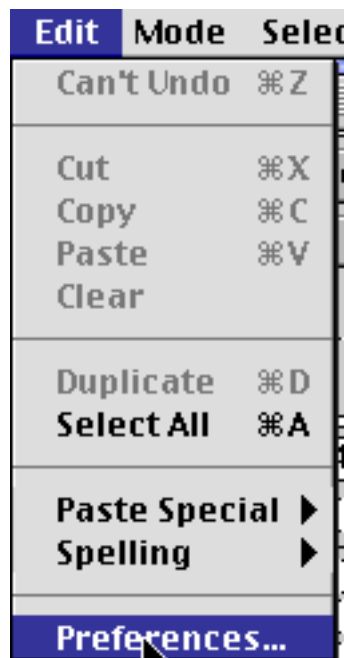 Edit Mode Selec
Can't Undo ⌘Z
Cut ⌘X
Copy ⌘C
Paste ⌘V
Clear
Duplicate ⌘D
Select All ⌘A
Paste Special ▶
Spelling ▶
Preferences...